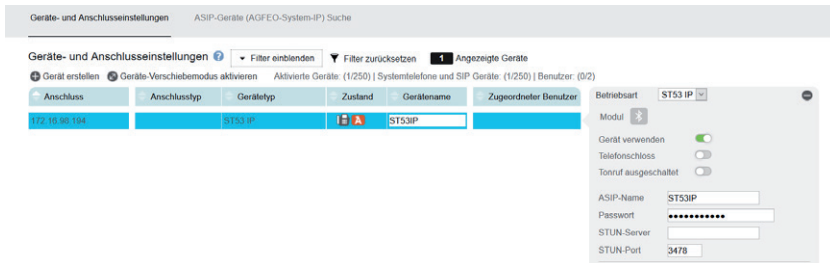 Geräte- und Anschlusseinstellungen ASIP-Geräte (AGFEO-System-IP) Suche
Geräte- und Anschlusseinstellungen ? Filter einblenden Filter zurücksetzen 1 Angezeigte Geräte
Gerät erstellen Geräte-Verschiebemodus aktivieren Aktivierte Geräte: (1/250) | Systemtelefone und SIP Geräte: (1/250) | Benutzer: (0/2)
Anschluss Anschlusstyp Gerätetyp Zustand Gerätename Zugeordneter Benutzer
172.16.98.194 ST53 IP ST53IP
Betriebsart ST53 IP
Modul
Gerät verwenden
Telefonschloss
Tonruf ausgeschaltet
ASIP-Name ST53IP
Passwort ●●●●●●●●●●●
STUN-Server
STUN-Port 3478